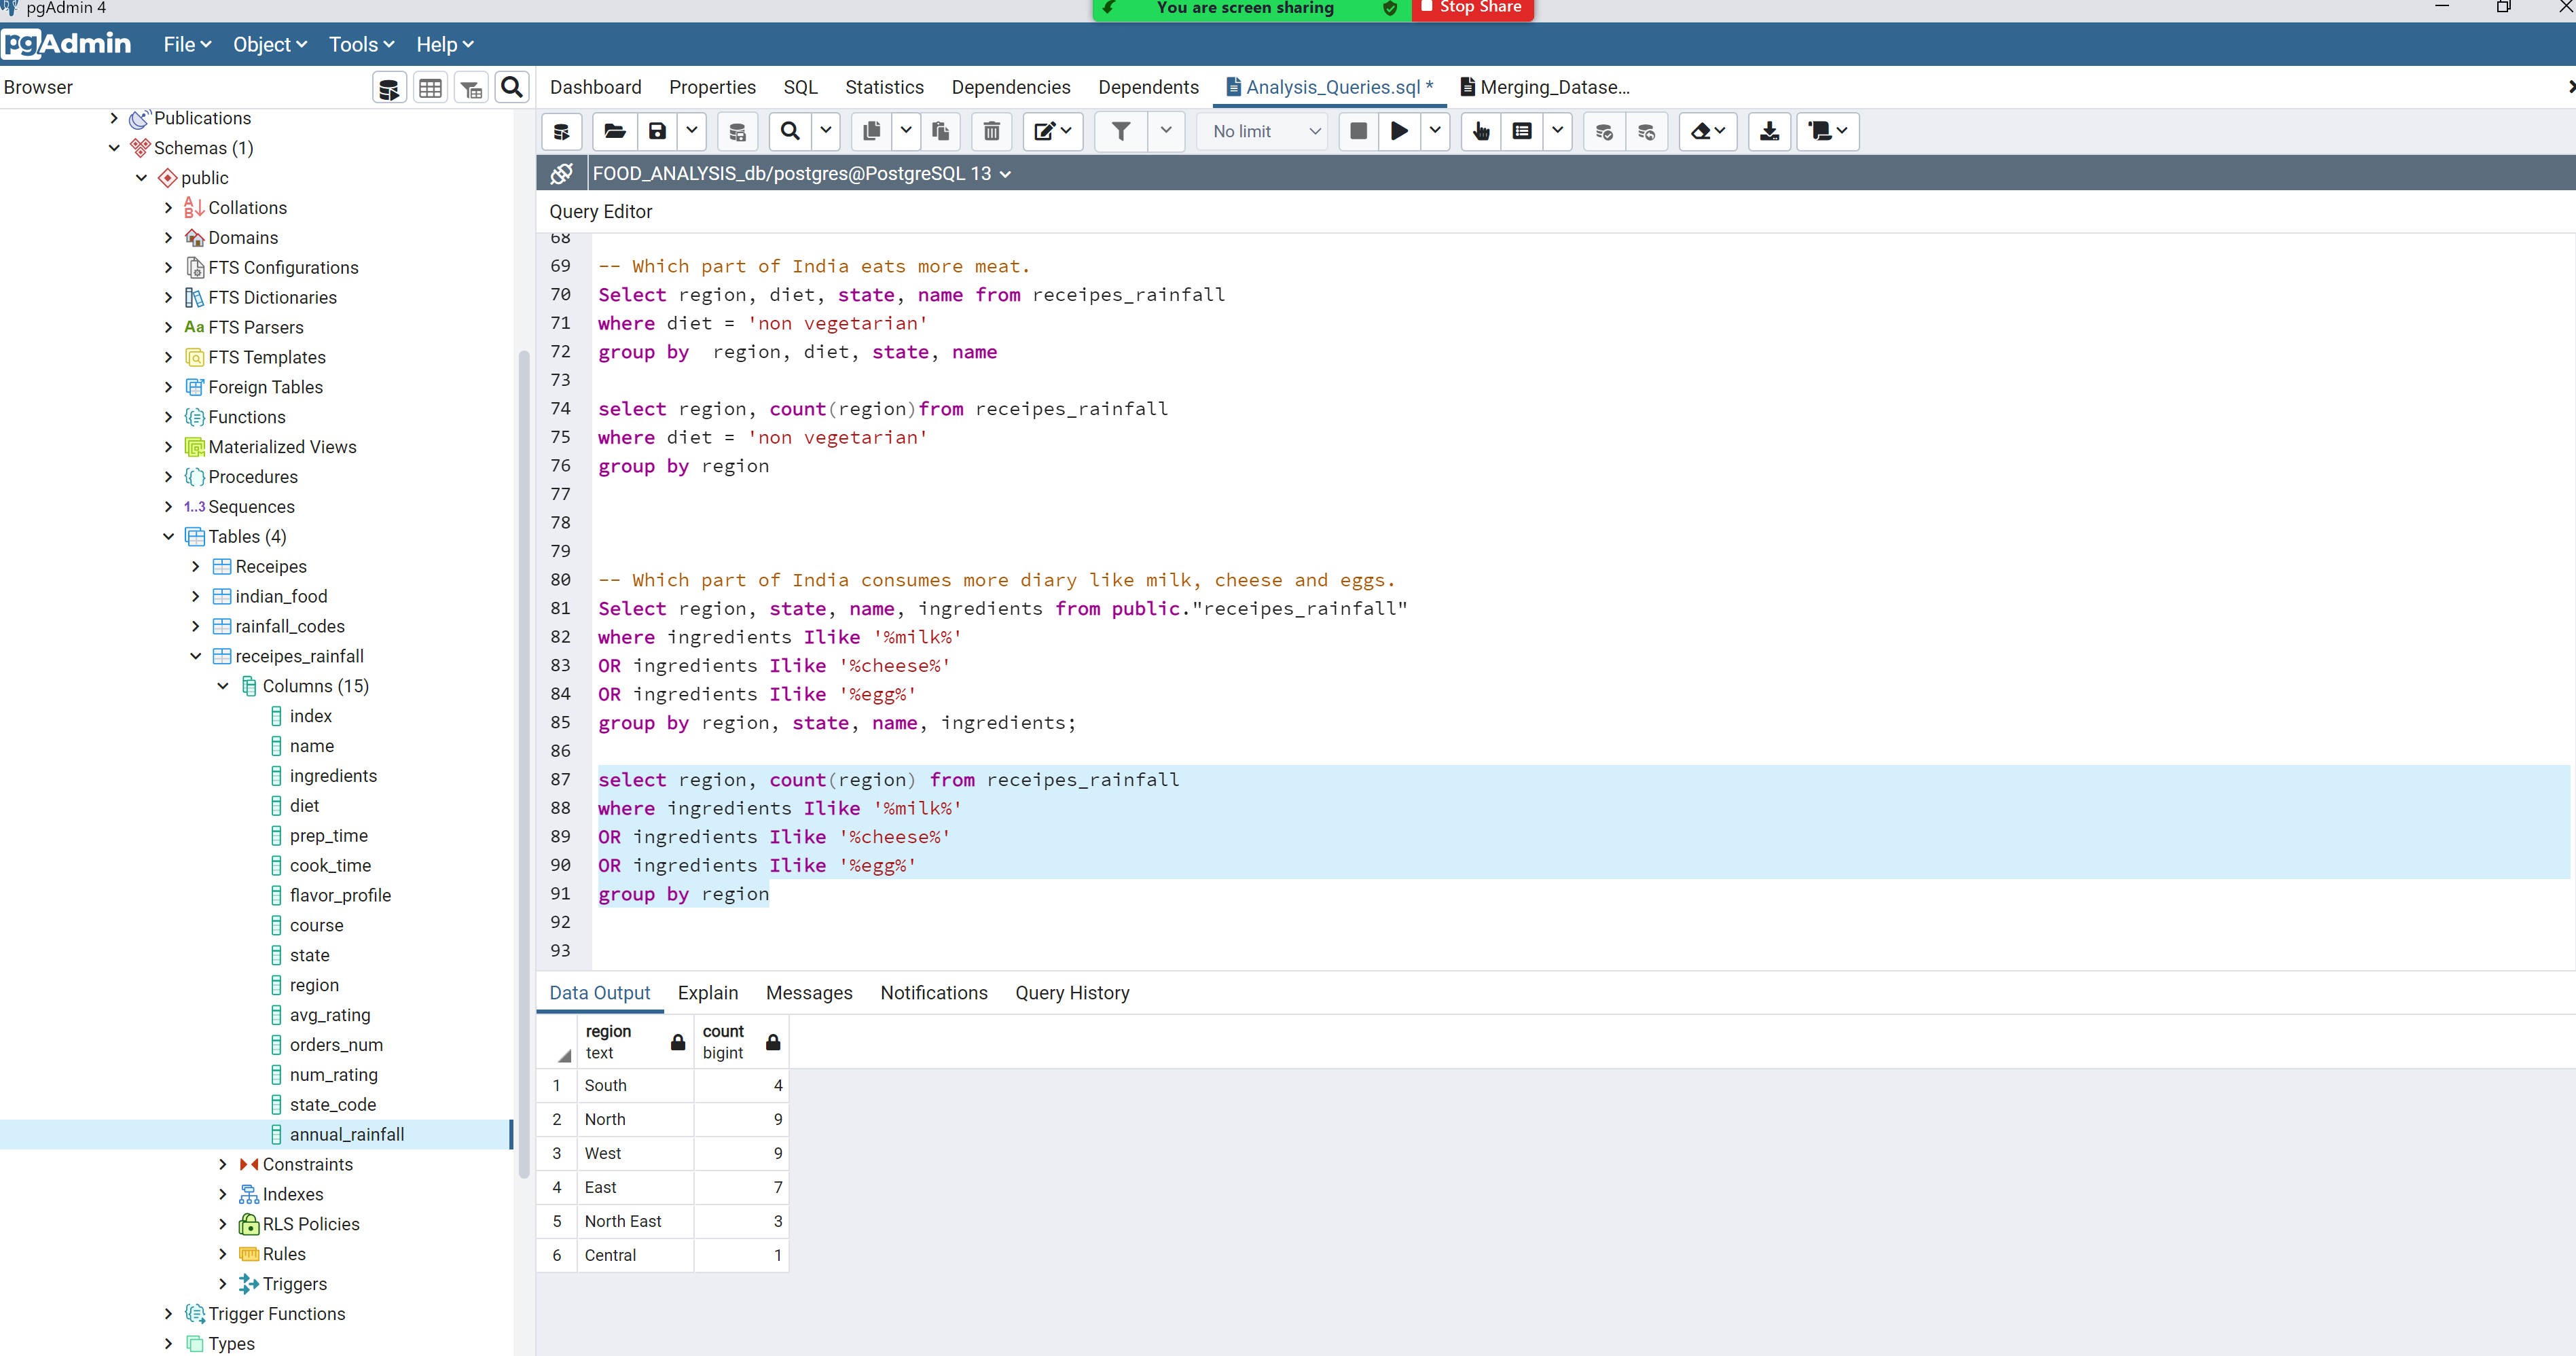 pgAdmin 4
You are screen sharing
Stop Share
pgAdmin
File
Object
Tools
Help
Browser
Dashboard
Properties
SQL
Statistics
Dependencies
Dependents
Analysis_Queries.sql *
Merging_Datase...
No limit
FOOD_ANALYSIS_db/postgres@PostgreSQL 13
Query Editor
Publications
Schemas (1)
public
Collations
Domains
FTS Configurations
FTS Dictionaries
Aa FTS Parsers
FTS Templates
Foreign Tables
Functions
Materialized Views
Procedures
1..3 Sequences
Tables (4)
Receipes
indian_food
rainfall_codes
receipes_rainfall
Columns (15)
index
name
ingredients
diet
prep_time
cook_time
flavor_profile
course
state
region
avg_rating
orders_num
num_rating
state_code
annual_rainfall
Constraints
Indexes
RLS Policies
Rules
Triggers
Trigger Functions
Types
68
69 -- Which part of India eats more meat.
70 Select region, diet, state, name from receipes_rainfall
71 where diet = 'non vegetarian'
72 group by  region, diet, state, name
73
74 select region, count(region)from receipes_rainfall
75 where diet = 'non vegetarian'
76 group by region
77
78
79
80 -- Which part of India consumes more diary like milk, cheese and eggs.
81 Select region, state, name, ingredients from public."receipes_rainfall"
82 where ingredients Ilike '%milk%'
83 OR ingredients Ilike '%cheese%'
84 OR ingredients Ilike '%egg%'
85 group by region, state, name, ingredients;
86
87 select region, count(region) from receipes_rainfall
88 where ingredients Ilike '%milk%'
89 OR ingredients Ilike '%cheese%'
90 OR ingredients Ilike '%egg%'
91 group by region
92
93
Data Output
Explain
Messages
Notifications
Query History
region text
count bigint
1 South 4
2 North 9
3 West 9
4 East 7
5 North East 3
6 Central 1